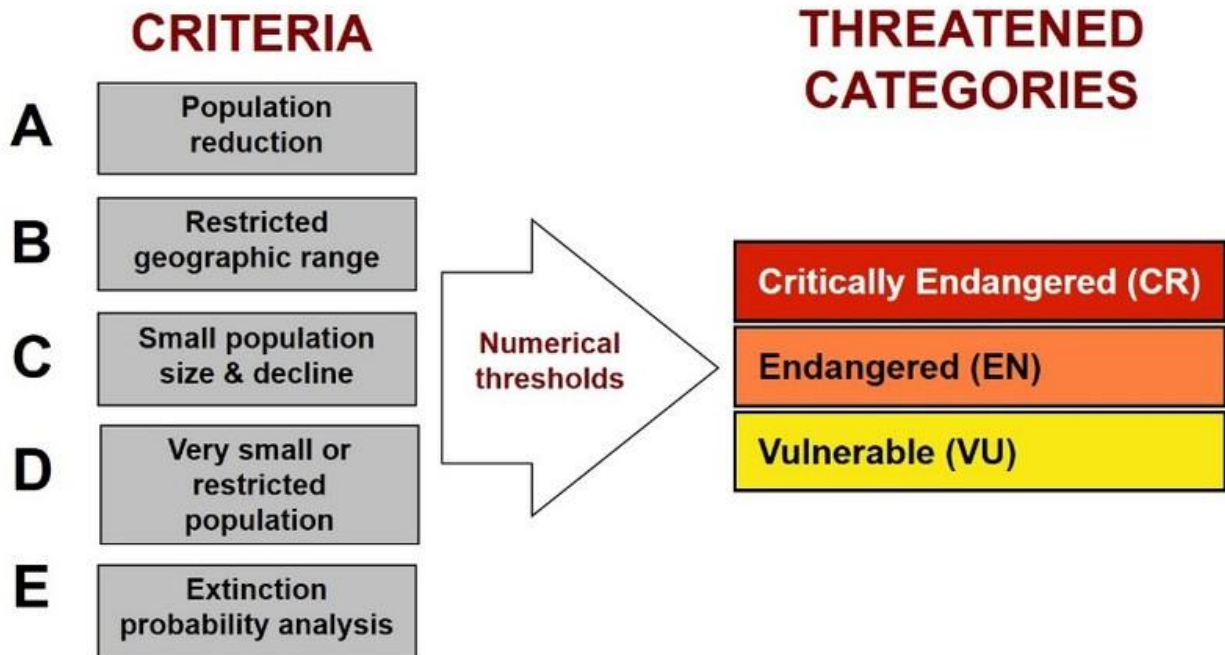 CRITERIA
A
Population
reduction
B
Restricted
geographic range
C
Small population
size & decline
D
Very small or
restricted
population
E
Extinction
probability analysis
Numerical
thresholds
THREATENED
CATEGORIES
Critically Endangered (CR)
Endangered (EN)
Vulnerable (VU)